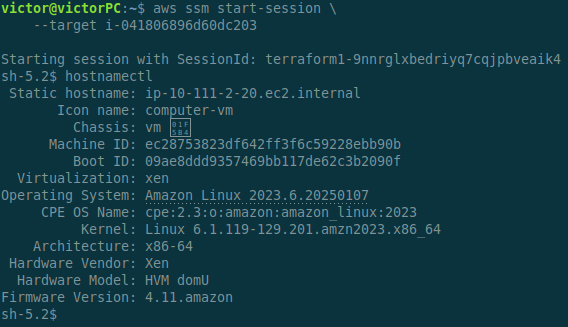 victor@victorPC:~$ aws ssm start-session \
    --target i-041806896d60dc203

Starting session with SessionId: terraform1-9nnrglxbedriyq7cqjpbveaik4
sh-5.2$ hostnamectl
 Static hostname: ip-10-111-2-20.ec2.internal
       Icon name: computer-vm
         Chassis: vm 🖴
      Machine ID: ec28753823df642ff3f6c59228ebb90b
         Boot ID: 09ae8ddd9357469bb117de62c3b2090f
  Virtualization: xen
Operating System: Amazon Linux 2023.6.20250107
     CPE OS Name: cpe:2.3:o:amazon:amazon_linux:2023
          Kernel: Linux 6.1.119-129.201.amzn2023.x86_64
    Architecture: x86-64
 Hardware Vendor: Xen
  Hardware Model: HVM domU
Firmware Version: 4.11.amazon
sh-5.2$